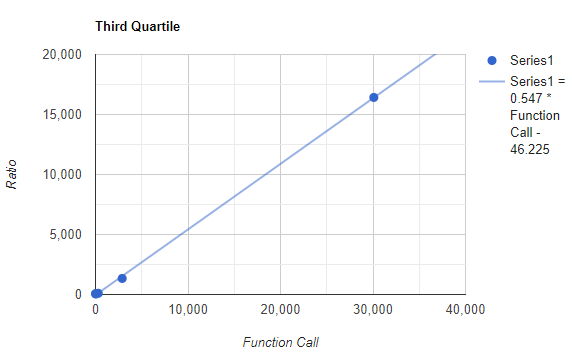 Third Quartile
20,000
15,000
10,000
5,000
0
Ratio
0
10,000
20,000
30,000
40,000
Function Call
Series1
Series1 =
0.547 *
Function
Call -
46.225